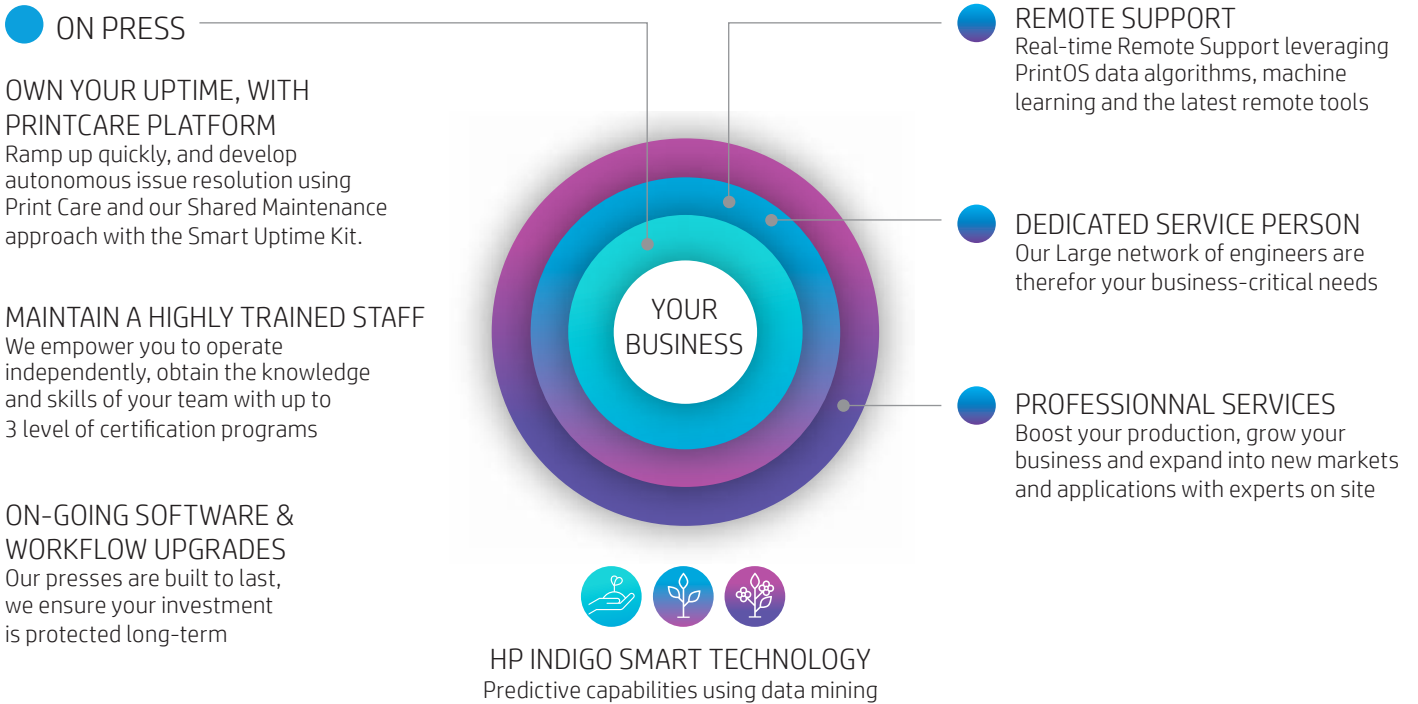 ON PRESS
OWN YOUR UPTIME, WITH
PRINTCARE PLATFORM
Ramp up quickly, and develop
autonomous issue resolution using
Print Care and our Shared Maintenance
approach with the Smart Uptime Kit.
MAINTAIN A HIGHLY TRAINED STAFF
We empower you to operate
independently, obtain the knowledge
and skills of your team with up to
3 level of certification programs
ON-GOING SOFTWARE &
WORKFLOW UPGRADES
Our presses are built to last,
we ensure your investment
is protected long-term
YOUR
BUSINESS
HP INDIGO SMART TECHNOLOGY
Predictive capabilities using data mining
REMOTE SUPPORT
Real-time Remote Support leveraging
PrintOS data algorithms, machine
learning and the latest remote tools
DEDICATED SERVICE PERSON
Our Large network of engineers are
therefor your business-critical needs
PROFESSIONNAL SERVICES
Boost your production, grow your
business and expand into new markets
and applications with experts on site